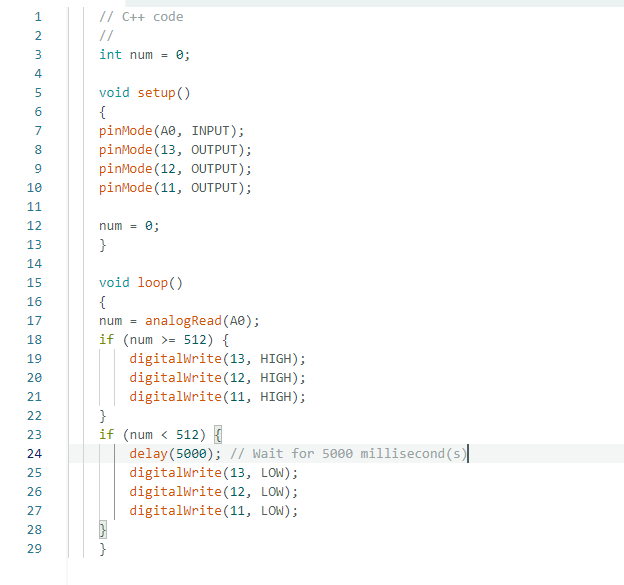 1 // C++ code
2 //
3 int num = 0;
4
5 void setup()
6 {
7 pinMode(A0, INPUT);
8 pinMode(13, OUTPUT);
9 pinMode(12, OUTPUT);
10 pinMode(11, OUTPUT);
11
12 num = 0;
13 }
14
15 void loop()
16 {
17 num = analogRead(A0);
18 if (num >= 512) {
19 digitalWrite(13, HIGH);
20 digitalWrite(12, HIGH);
21 digitalWrite(11, HIGH);
22 }
23 if (num < 512) {
24 delay(5000); // Wait for 5000 millisecond(s)
25 digitalWrite(13, LOW);
26 digitalWrite(12, LOW);
27 digitalWrite(11, LOW);
28 }
29 }